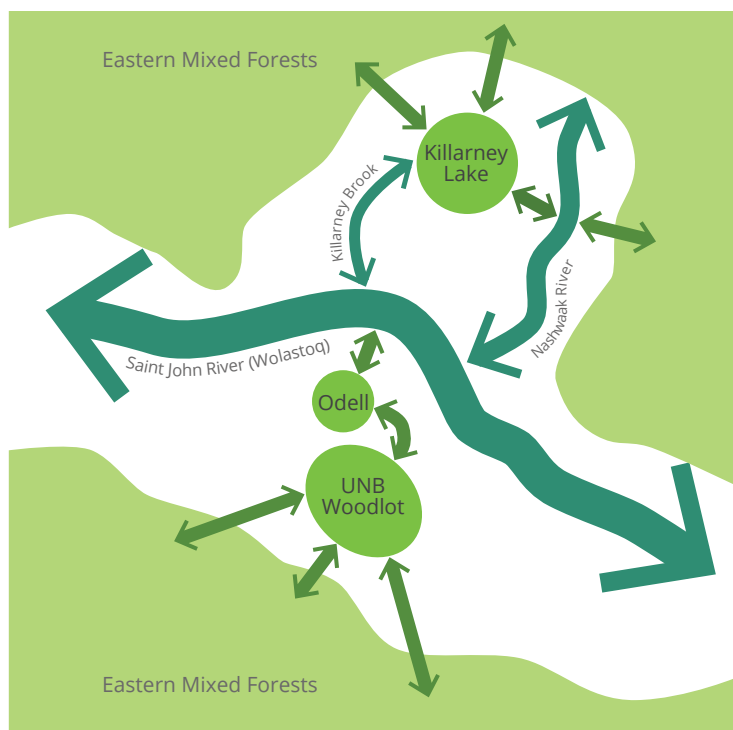 Eastern Mixed Forests
Killarney
Lake
Killarney Brook
Nashwaak River
Saint John River (Wolastoq)
Odell
UNB
Woodlot
Eastern Mixed Forests